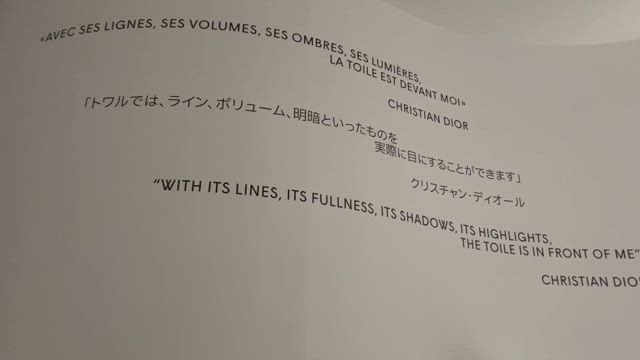 «AVEC SES LIGNES, SES VOLUMES, SES OMBRES, SES LUMIÈRES,
LA TOILE EST DEVANT MOI»
CHRISTIAN DIOR
「トワルでは、ライン、ボリューム、明暗といったものを
実際に目にすることができます」
クリスチャン・ディオール
“WITH ITS LINES, ITS FULLNESS, ITS SHADOWS, ITS HIGHLIGHTS,
THE TOILE IS IN FRONT OF ME”
CHRISTIAN DIOR